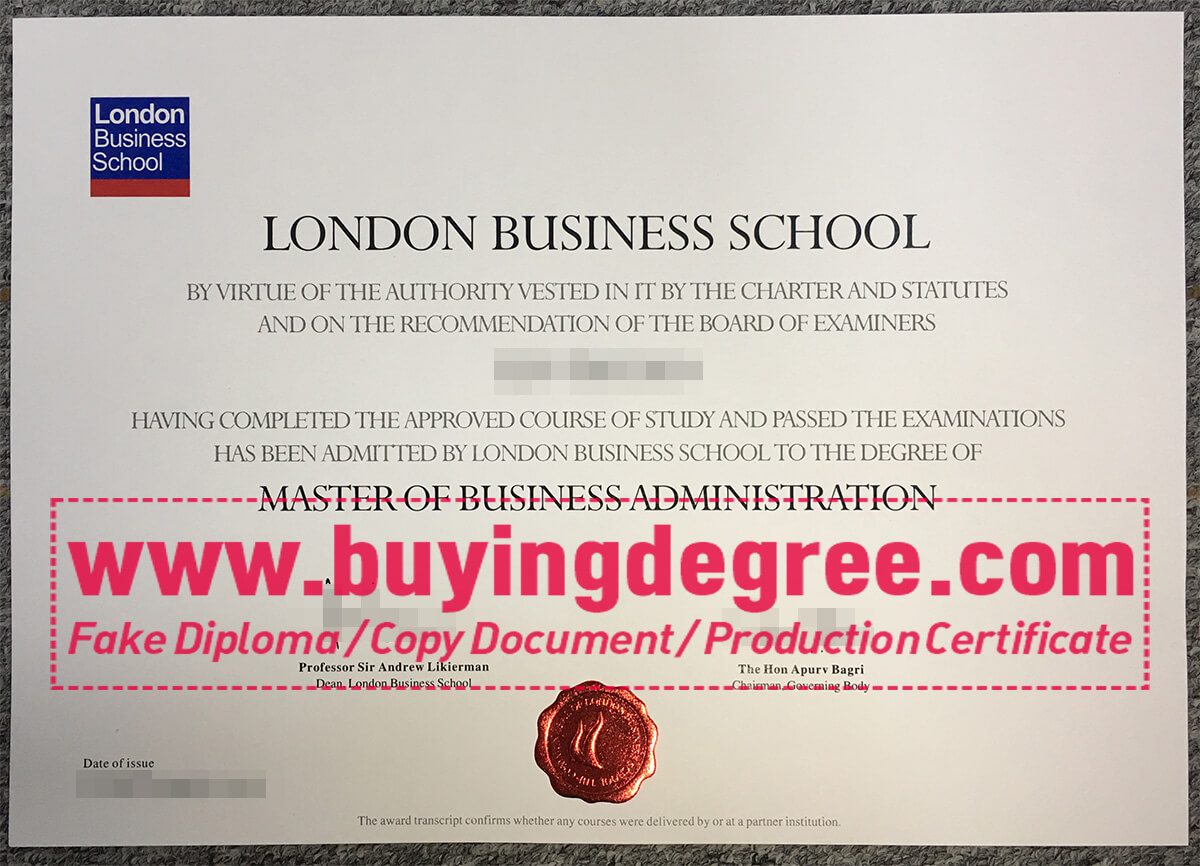 London
Business
School
LONDON BUSINESS SCHOOL
BY VIRTUE OF THE AUTHORITY VESTED IN IT BY THE CHARTER AND STATUTES
AND ON THE RECOMMENDATION OF THE BOARD OF EXAMINERS
HAVING COMPLETED THE APPROVED COURSE OF STUDY AND PASSED THE EXAMINATIONS
HAS BEEN ADMITTED BY LONDON BUSINESS SCHOOL TO THE DEGREE OF
MASTER OF BUSINESS ADMINISTRATION
www.buyingdegree.com
Fake Diploma/Copy Document/Production Certificate
Professor Sir Andrew Likierman
Dean, London Business School
The Hon Apurv Bagri
Chairman, Governing Body
Date of issue
The award transcript confirms whether any courses were delivered by or at a partner institution.